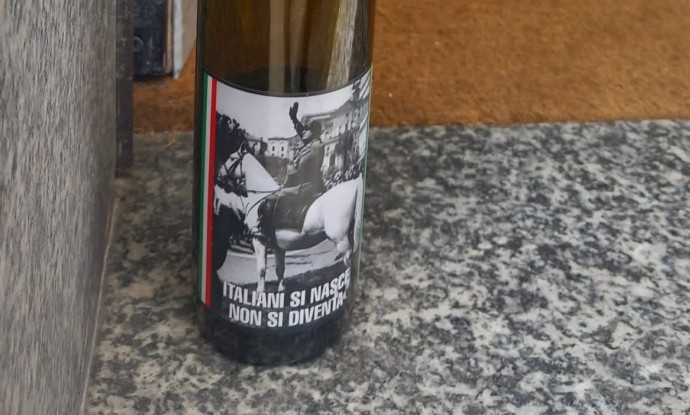 ITALIANI SI NASCE
NON SI DIVENTA